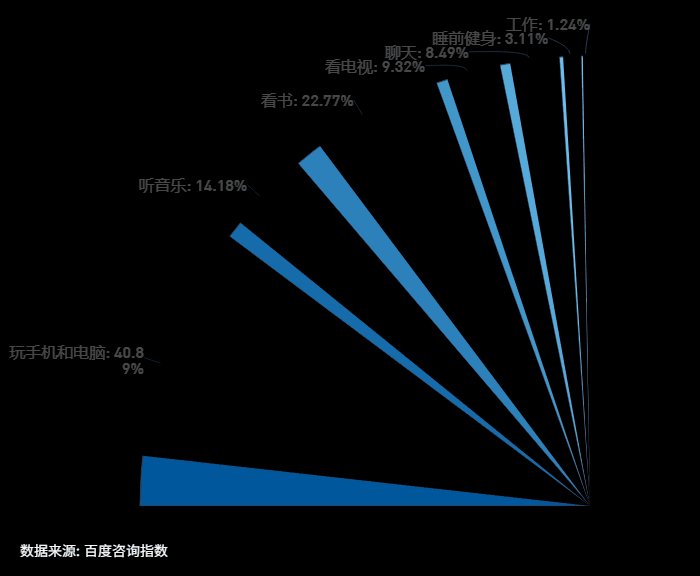 工作: 1.24%
睡前健身: 3.11%
聊天: 8.49%
看电视: 9.32%
看书: 22.77%
听音乐: 14.18%
玩手机和电脑: 40.8
9%
数据来源: 百度咨询指数